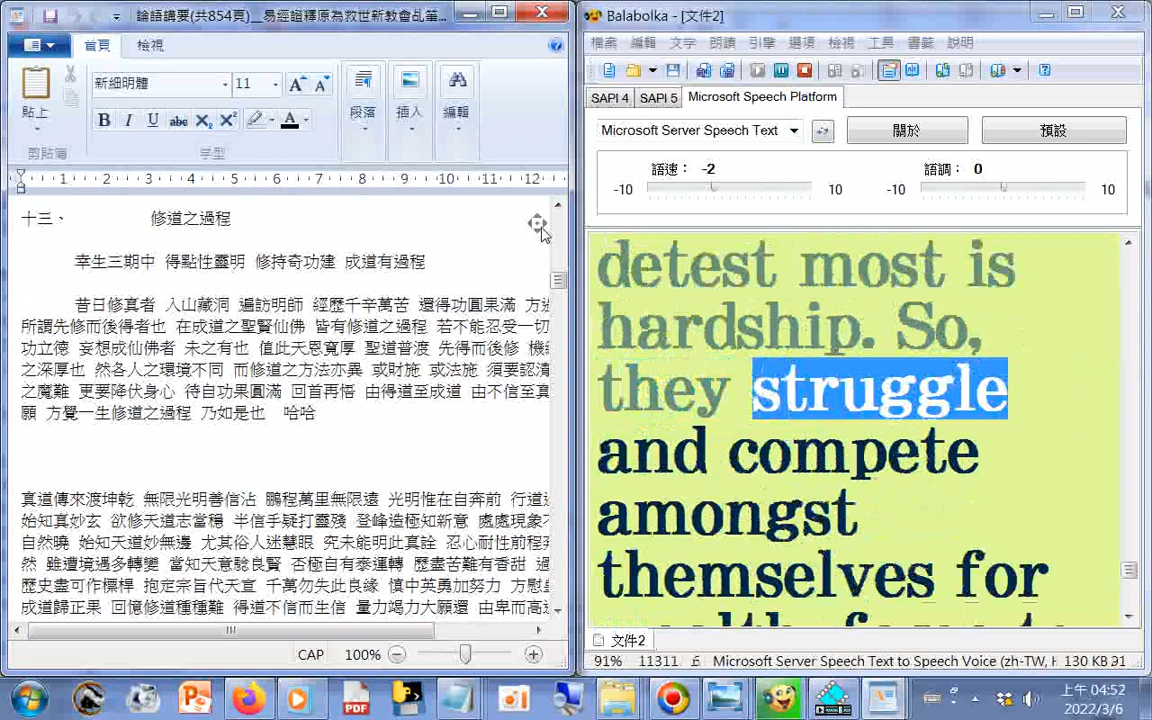 論語講要(共854頁)__易經證釋原為救世新教會乩筆...
首頁
檢視
貼上
剪貼簿
新細明體
11
字型
段落
插入
編輯
1 2 3 4 5 6 7 8 9 10 11 12
十三、 修道之過程
幸生三期中 得點性靈明 修持奇功建 成道有過程
昔日修真者 入山藏洞 遍訪明師 經歷千辛萬苦 還得功圓果滿 方
所謂先修而後得者也 在成道之聖賢仙佛 皆有修道之過程 若不能忍受一切
功立德 妄想成仙佛者 未之有也 值此天恩寬厚 聖道普渡 先得而後修 機
之深厚也 然各人之環境不同 而修道之方法亦異 或財施 或法施 須要認清
之魔難 更要降伏身心 待自功果圓滿 回首再悟 由得道至成道 由不信至真
願 方覺一生修道之過程 乃如是也 哈哈
真道傳來渡坤乾 無限光明善信沾 鵬程萬里無限遠 光明惟在自奔前 行道
始知真妙玄 欲修天道志當穩 半信半疑打靈殘 登峰造極知新意 處處現象
自然曉 始知天道妙無邊 尤其俗人迷慧眼 究未能明此真詮 忍心耐性前程
然 雖遭境遇多轉變 當知天意驗良賢 否極自有泰運轉 歷盡苦難有香甜 過
歷史盡可作標桿 抱定宗旨代天宣 千萬勿失此良緣 慎中英勇加努力 方慰
成道歸正果 回憶修道種種難 得道不信而生信 量力竭力大願還 由卑而高
CAP 100%
Balabolka - [文件2]
檔案 編輯 文字 朗讀 引擎 選項 檢視 工具 書籤 說明
SAPI 4 SAPI 5 Microsoft Speech Platform
Microsoft Server Speech Text
關於
預設
語速： -2
語調： 0
-10 10 -10 10
detest most is
hardship. So,
they struggle
and compete
amongst
themselves for
文件2
91% 11311 Microsoft Server Speech Text to Speech Voice (zh-TW, H 130 KB
上午 04:52
2022/3/6